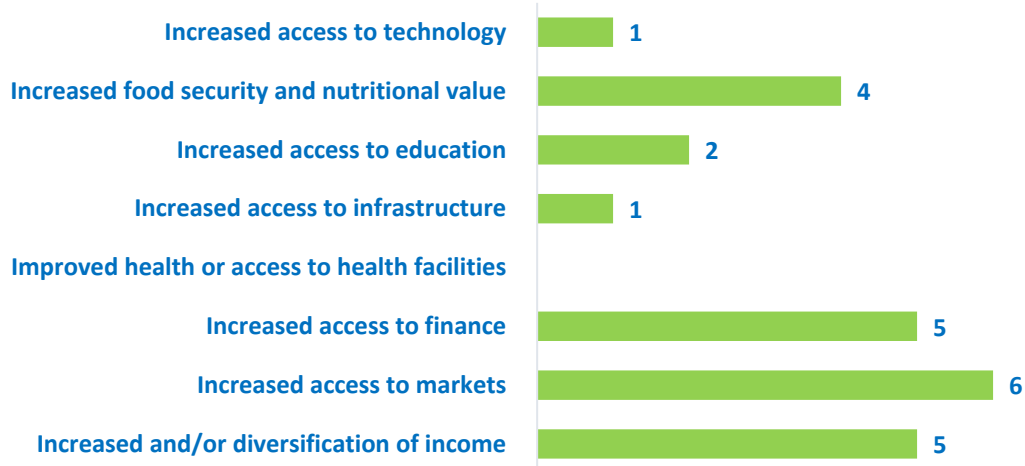 Increased access to technology 1
Increased food security and nutritional value 4
Increased access to education 2
Increased access to infrastructure 1
Improved health or access to health facilities
Increased access to finance 5
Increased access to markets 6
Increased and/or diversification of income 5